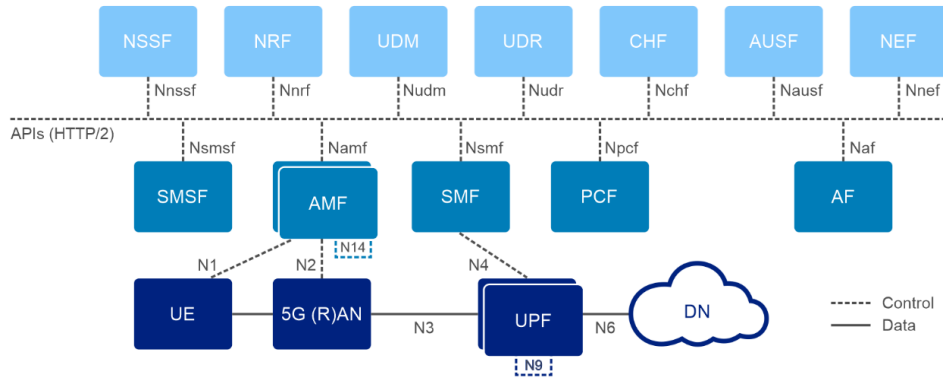 NSSF NRF UDM UDR CHF AUSF NEF
Nnssf Nnrf Nudm Nudr Nchf Nausf Nnef
APIs (HTTP/2)
Nsmsf Namf Nsmf Npcf Naf
SMSF AMF SMF PCF AF
N14
N1 N2 N4
UE 5G (R)AN UPF DN
N3 N6
Control
Data
N9